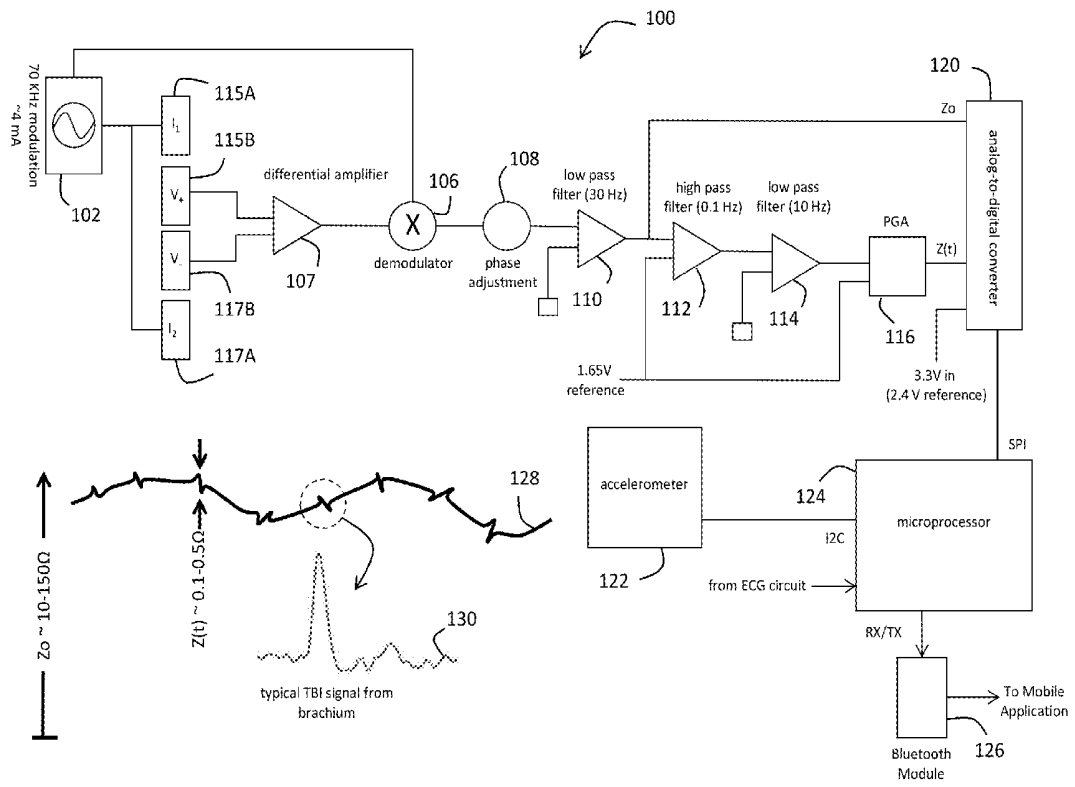 100
70 KHz modulation
~4 mA
102
115A
I1
115B
V+
V-
117B
I2
117A
differential amplifier
107
106
X
demodulator
108
phase
adjustment
low pass
filter (30 Hz)
110
high pass
filter (0.1 Hz)
112
low pass
filter (10 Hz)
114
PGA
116
Zo
Z(t)
120
analog-to-digital converter
1.65V
reference
3.3V in
(2.4 V reference)
SPI
accelerometer
122
124
microprocessor
I2C
from ECG circuit
RX/TX
To Mobile
Application
126
Bluetooth
Module
Zo ~ 10-150Ω
Z(t) ~ 0.1-0.5Ω
128
130
typical TBI signal from
brachium